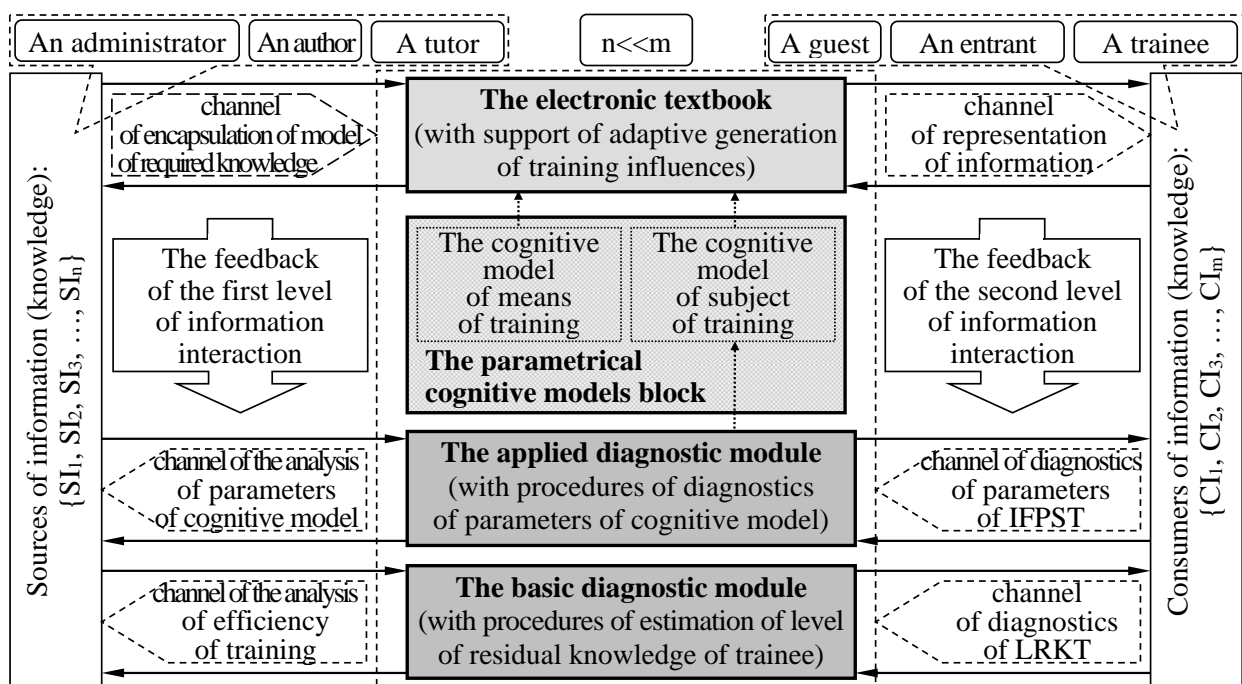 An administrator
An author
A tutor
n<<m
A guest
An entrant
A trainee
Sources of information (knowledge):
{SI₁, SI₂, SI₃, …, SIₙ}
channel
of encapsulation of model
of required knowledge
The electronic textbook
(with support of adaptive generation
of training influences)
channel
of representation
of information
Consumers of information (knowledge):
{CI₁, CI₂, CI₃, …, CIₘ}
The feedback
of the first level
of information
interaction
The cognitive
model
of means
of training
The cognitive
model
of subject
of training
The parametrical
cognitive models block
The feedback
of the second level
of information
interaction
channel of the analysis
of parameters
of cognitive model
The applied diagnostic module
(with procedures of diagnostics
of parameters of cognitive model)
channel of diagnostics
of parameters
of IFPST
channel of the analysis
of efficiency
of training
The basic diagnostic module
(with procedures of estimation of level
of residual knowledge of trainee)
channel
of diagnostics
of LRKT